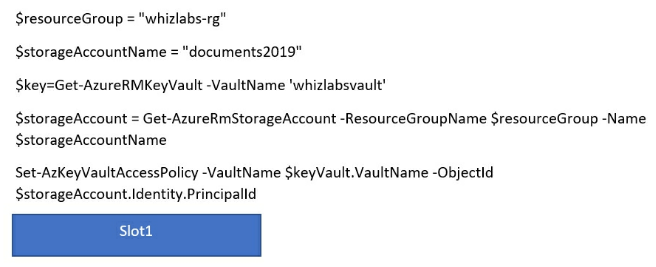 $resourceGroup = "whizlabs-rg"
$storageAccountName = "documents2019"
$key=Get-AzureRMKeyVault -VaultName 'whizlabsvault'
$storageAccount = Get-AzureRmStorageAccount -ResourceGroupName $resourceGroup -Name
$storageAccountName
Set-AzKeyVaultAccessPolicy -VaultName $keyVault.VaultName -ObjectId
$storageAccount.Identity.PrincipalId
Slot1